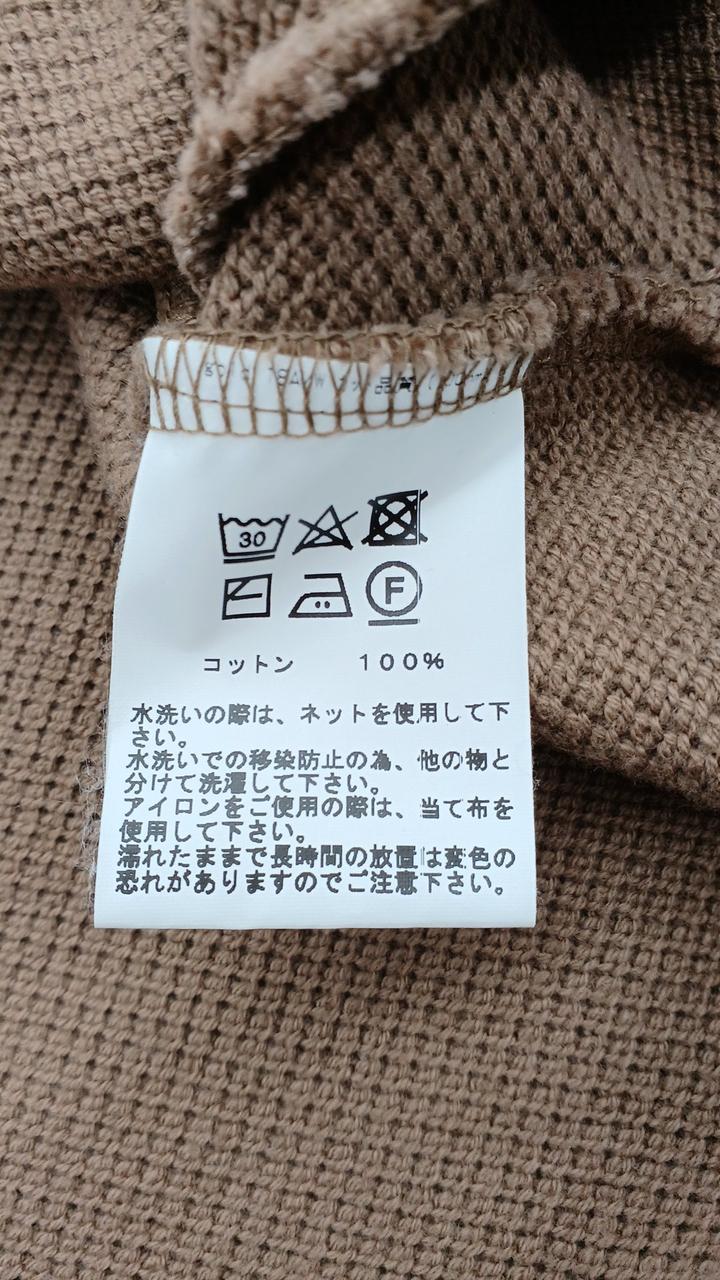 30
F
コットン 100%
水洗いの際は、ネットを使用して下
さい。
水洗いでの移染防止の為、他の物と
分けて洗濯して下さい。
アイロンをご使用の際は、当て布を
使用して下さい。
濡れたままで長時間の放置は変色の
恐れがありますのでご注意下さい。